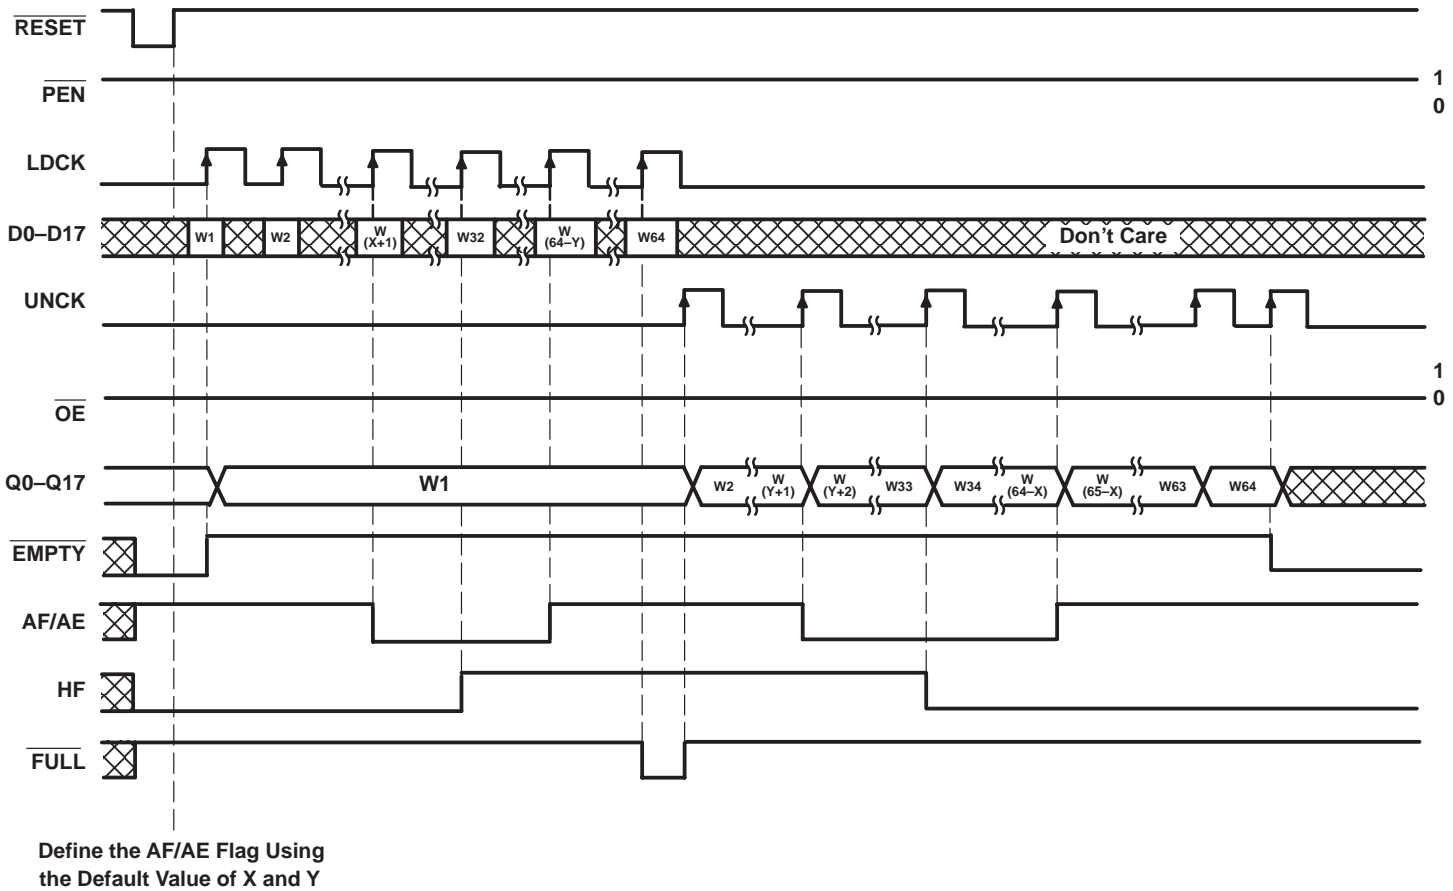 RESET
PEN
1
0
LDCK
D0–D17
W1
W2
W
(X+1)
W32
W
(64–Y)
W64
Don't Care
UNCK
1
0
OE
Q0–Q17
W1
W2
W
(Y+1)
W
(Y+2)
W33
W34
W
(64–X)
W
(65–X)
W63
W64
EMPTY
AF/AE
HF
FULL
Define the AF/AE Flag Using
the Default Value of X and Y